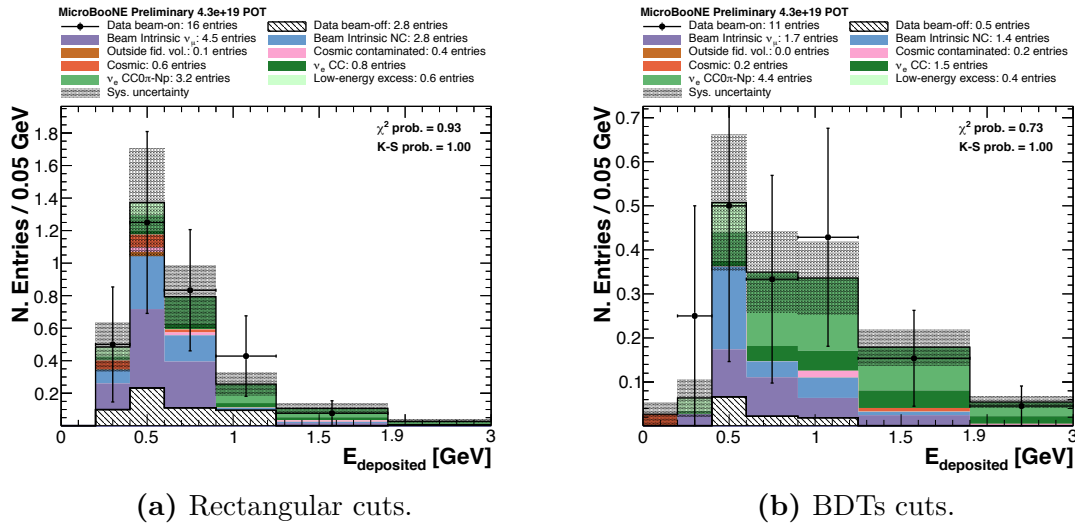 MicroBooNE Preliminary 4.3e+19 POT
Data beam-on: 16 entries
Data beam-off: 2.8 entries
Beam Intrinsic νμ: 4.5 entries
Beam Intrinsic NC: 2.8 entries
Outside fid. vol.: 0.1 entries
Cosmic contaminated: 0.4 entries
Cosmic: 0.6 entries
νe CC: 0.8 entries
νe CC0π-Np: 3.2 entries
Low-energy excess: 0.6 entries
Sys. uncertainty
χ² prob. = 0.93
K-S prob. = 1.00
N. Entries / 0.05 GeV
1.8
1.6
1.4
1.2
1
0.8
0.6
0.4
0.2
0 0.5 1 1.5 1.9 3
Edeposited [GeV]
(a) Rectangular cuts.
MicroBooNE Preliminary 4.3e+19 POT
Data beam-on: 11 entries
Data beam-off: 0.5 entries
Beam Intrinsic νμ: 1.7 entries
Beam Intrinsic NC: 1.4 entries
Outside fid. vol.: 0.0 entries
Cosmic contaminated: 0.2 entries
Cosmic: 0.2 entries
νe CC: 1.5 entries
νe CC0π-Np: 4.4 entries
Low-energy excess: 0.4 entries
Sys. uncertainty
χ² prob. = 0.73
K-S prob. = 1.00
N. Entries / 0.05 GeV
0.7
0.6
0.5
0.4
0.3
0.2
0.1
0 0.5 1 1.5 1.9 3
Edeposited [GeV]
(b) BDTs cuts.